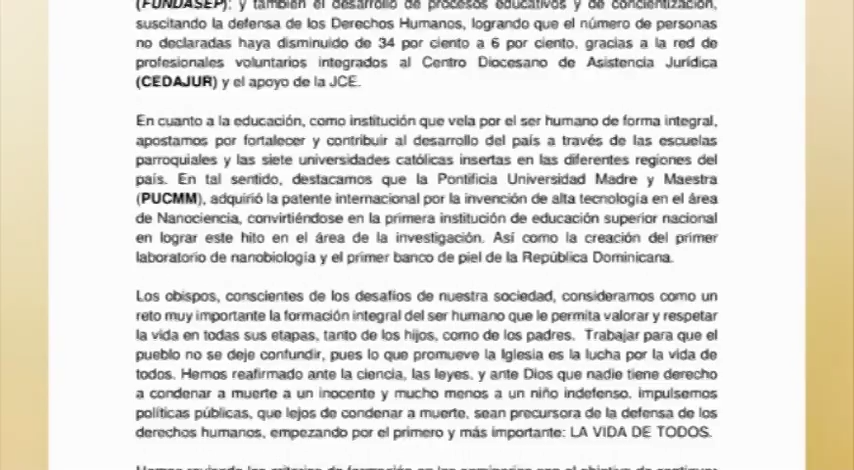 (FUNDASEP); y también el desarrollo de procesos educativos y de concientización,
suscitando la defensa de los Derechos Humanos, logrando que el número de personas
no declaradas haya disminuido de 34 por ciento a 6 por ciento, gracias a la red de
profesionales voluntarios integrados al Centro Diocesano de Asistencia Jurídica
(CEDAJUR) y el apoyo de la JCE.
En cuanto a la educación, como institución que vela por el ser humano de forma integral,
apostamos por fortalecer y contribuir al desarrollo del país a través de las escuelas
parroquiales y las siete universidades católicas insertas en las diferentes regiones del
país. En tal sentido, destacamos que la Pontificia Universidad Madre y Maestra
(PUCMM), adquirió la patente internacional por la invención de alta tecnología en el área
de Nanociencia, convirtiéndose en la primera institución de educación superior nacional
en lograr este hito en el área de la investigación. Así como la creación del primer
laboratorio de nanobiología y el primer banco de piel de la República Dominicana.
Los obispos, conscientes de los desafíos de nuestra sociedad, consideramos como un
reto muy importante la formación integral del ser humano que le permita valorar y respetar
la vida en todas sus etapas, tanto de los hijos, como de los padres. Trabajar para que el
pueblo no se deje confundir, pues lo que promueve la Iglesia es la lucha por la vida de
todos. Hemos reafirmado ante la ciencia, las leyes, y ante Dios que nadie tiene derecho
a condenar a muerte a un inocente y mucho menos a un niño indefenso, impulsemos
políticas públicas, que lejos de condenar a muerte, sean precursora de la defensa de los
derechos humanos, empezando por el primero y más importante: LA VIDA DE TODOS.